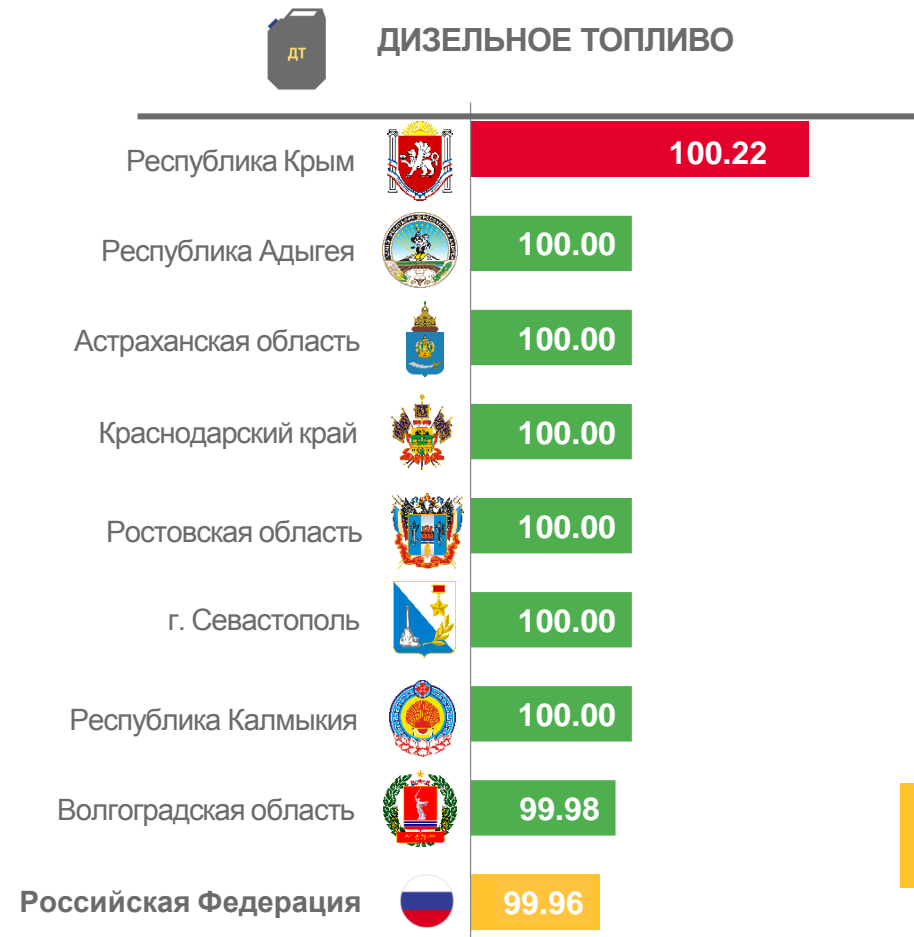 ДТ
ДИЗЕЛЬНОЕ ТОПЛИВО
Республика Крым 100.22
Республика Адыгея 100.00
Астраханская область 100.00
Краснодарский край 100.00
Ростовская область 100.00
г. Севастополь 100.00
Республика Калмыкия 100.00
Волгоградская область 99.98
Российская Федерация 99.96